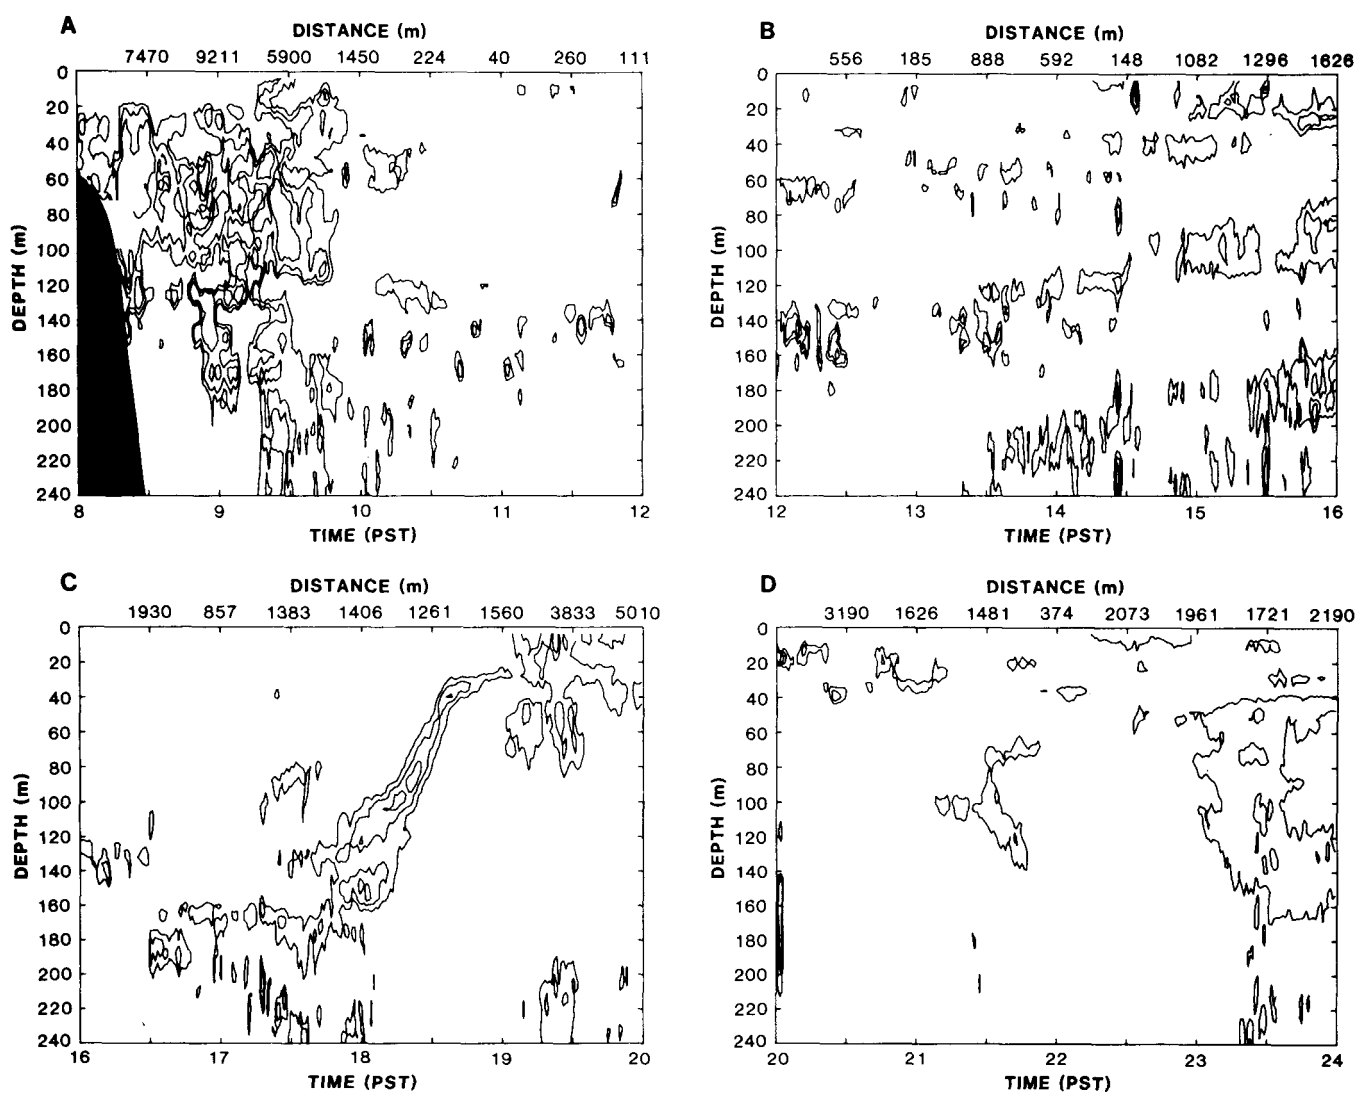 A
DISTANCE (m)
7470 9211 5900 1450 224 40 260 111
0
20
40
60
80
100
120
140
160
180
200
220
240
DEPTH (m)
8 9 10 11 12
TIME (PST)
B
DISTANCE (m)
556 185 888 592 148 1082 1296 1626
0
20
40
60
80
100
120
140
160
180
200
220
240
DEPTH (m)
12 13 14 15 16
TIME (PST)
C
DISTANCE (m)
1930 857 1383 1406 1261 1560 3833 5010
0
20
40
60
80
100
120
140
160
180
200
220
240
DEPTH (m)
16 17 18 19 20
TIME (PST)
D
DISTANCE (m)
3190 1626 1481 374 2073 1961 1721 2190
0
20
40
60
80
100
120
140
160
180
200
220
240
DEPTH (m)
20 21 22 23 24
TIME (PST)